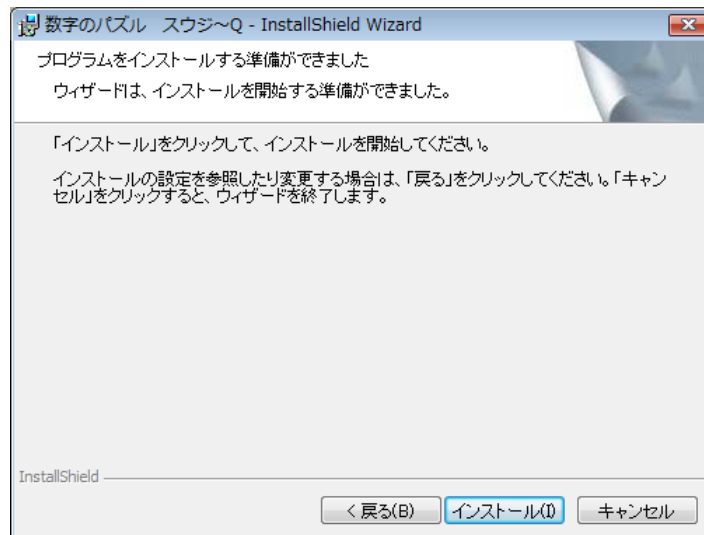 数字のパズル　スウジ～Q - InstallShield Wizard
プログラムをインストールする準備ができました
ウィザードは、インストールを開始する準備ができました。
「インストール」をクリックして、インストールを開始してください。
インストールの設定を参照したり変更する場合は、「戻る」をクリックしてください。「キャン
セル」をクリックすると、ウィザードを終了します。
InstallShield
< 戻る(B)
インストール(I)
キャンセル